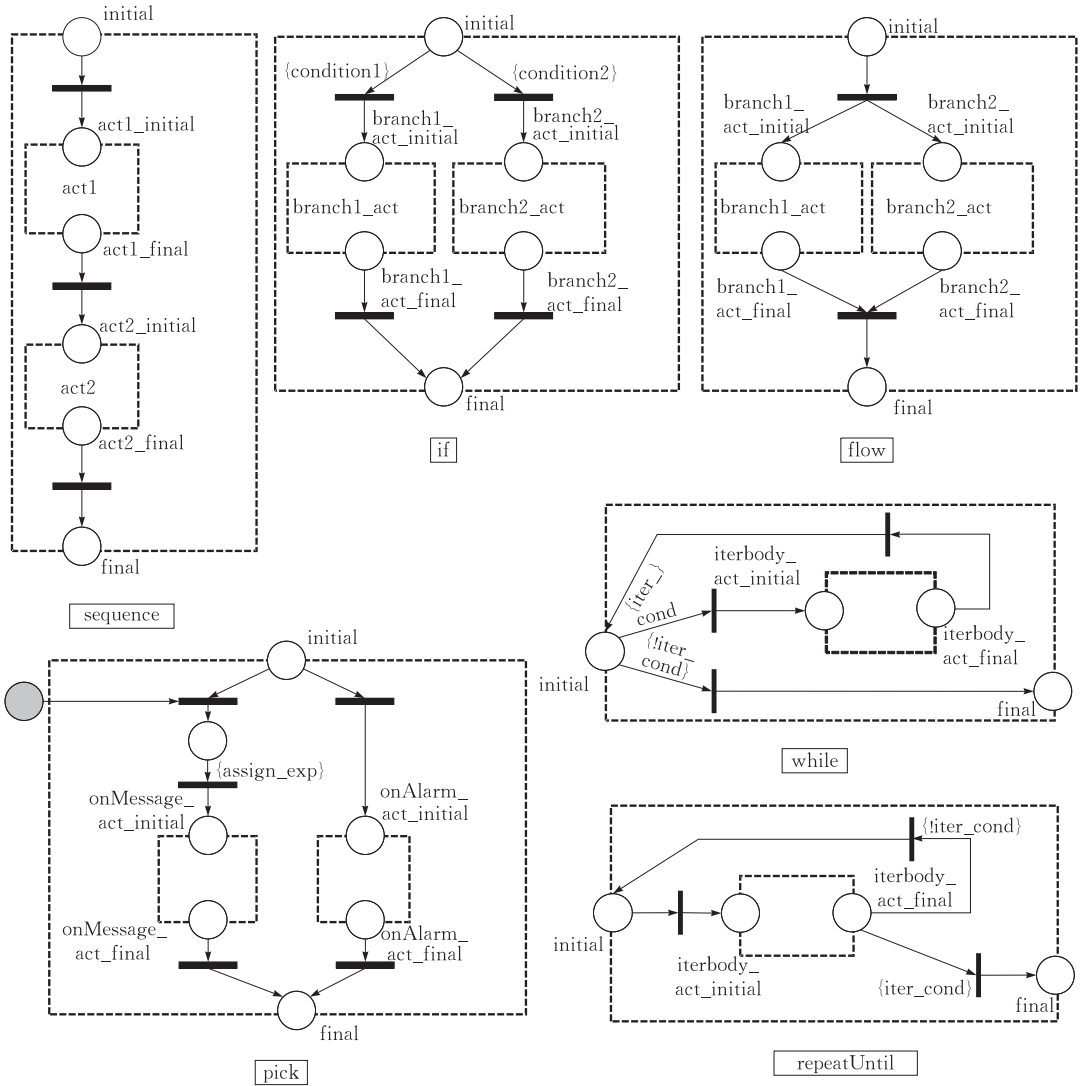 initial
act1_initial
act1
act1_final
act2_initial
act2
act2_final
final
sequence
initial
{condition1}
{condition2}
branch1_
act_initial
branch2_
act_initial
branch1_act
branch2_act
branch1_
act_final
branch2_
act_final
final
if
initial
branch1_
act_initial
branch2_
act_initial
branch1_act
branch2_act
branch1_
act_final
branch2_
act_final
final
flow
iterbody_
act_initial
{iter_}
cond
{!iter_
cond}
iterbody_
act_final
initial
final
while
initial
{assign_exp}
onMessage_
act_initial
onAlarm_
act_initial
onMessage_
act_final
onAlarm_
act_final
final
pick
{!iter_cond}
iterbody_
act_final
initial
iterbody_
act_initial
{iter_cond}
final
repeatUntil